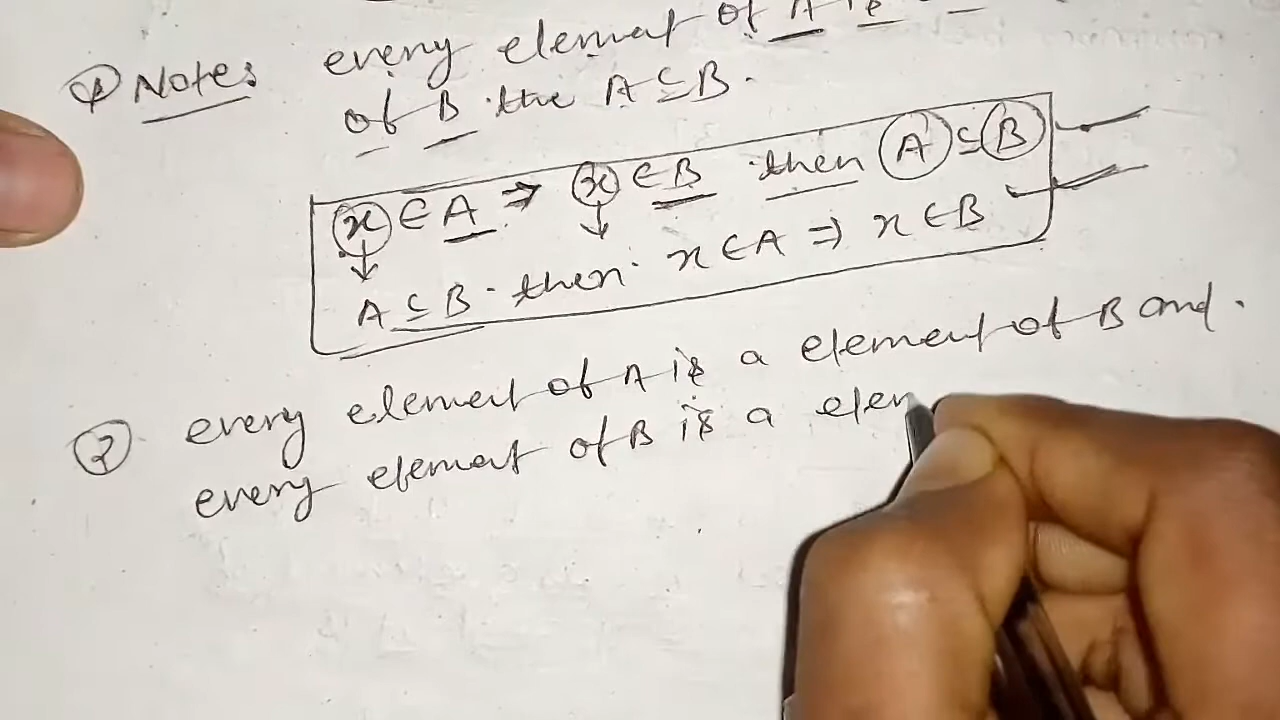 ① Notes every element of A is
of B the A ⊆ B.
x ∈ A ⇒ x ∈ B then A ⊆ B
A ⊆ B then x ∈ A ⇒ x ∈ B
② every element of A is a element of B and.
every element of B is a elem